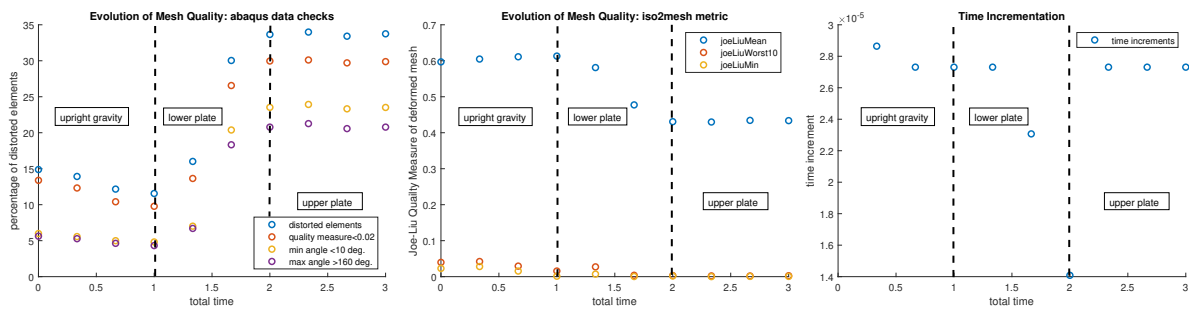 Evolution of Mesh Quality: abaqus data checks
35
30
25
20
15
10
5
0
percentage of distorted elements
upright gravity
lower plate
upper plate
distorted elements
quality measure<0.02
min angle <10 deg.
max angle >160 deg.
0 0.5 1 1.5 2 2.5 3
total time
Evolution of Mesh Quality: iso2mesh metric
0.7
0.6
0.5
0.4
0.3
0.2
0.1
0
Joe-Liu Quailty Measure of deformed mesh
joeLiuMean
joeLiuWorst10
joeLiuMin
upright gravity
lower plate
upper plate
0 0.5 1 1.5 2 2.5 3
total time
Time Incrementation
3 ×10-5
2.8
2.6
2.4
2.2
2
1.8
1.6
1.4
time increment
time increments
upright gravity
lower plate
upper plate
0 0.5 1 1.5 2 2.5 3
total time